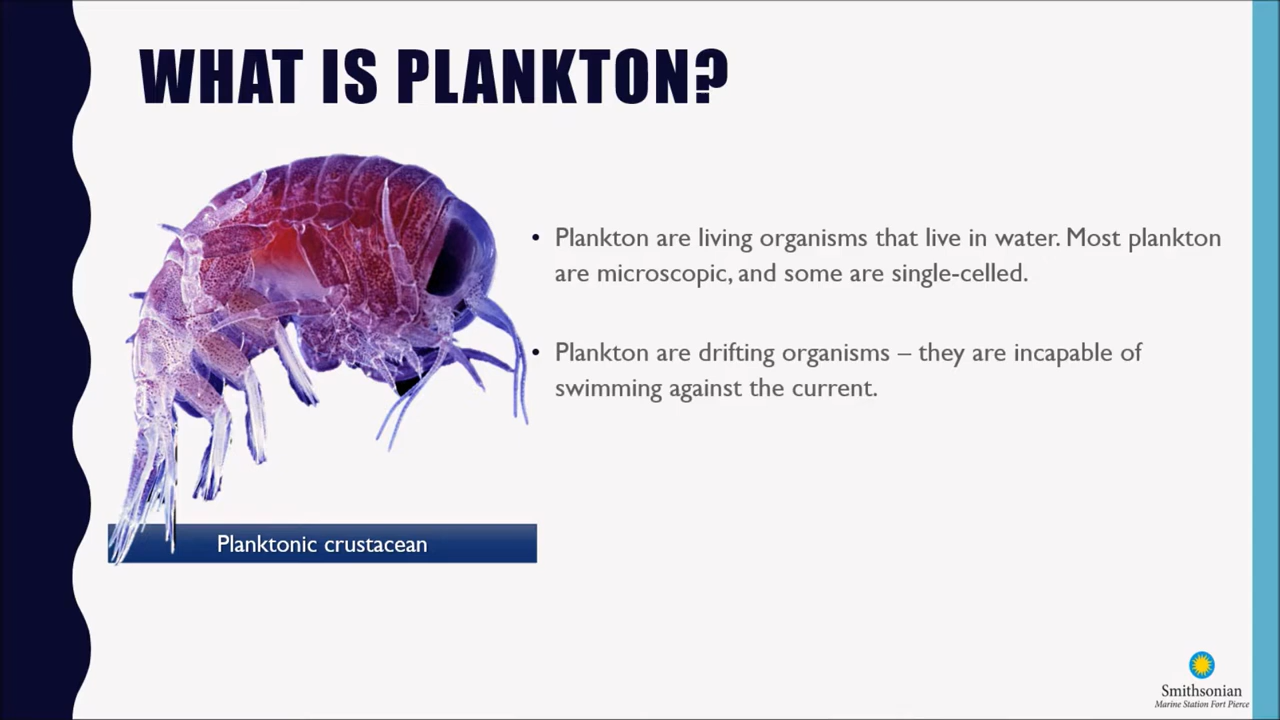 WHAT IS PLANKTON?
• Plankton are living organisms that live in water. Most plankton
are microscopic, and some are single-celled.
• Plankton are drifting organisms – they are incapable of
swimming against the current.
Planktonic crustacean
Smithsonian
Marine Station Fort Pierce